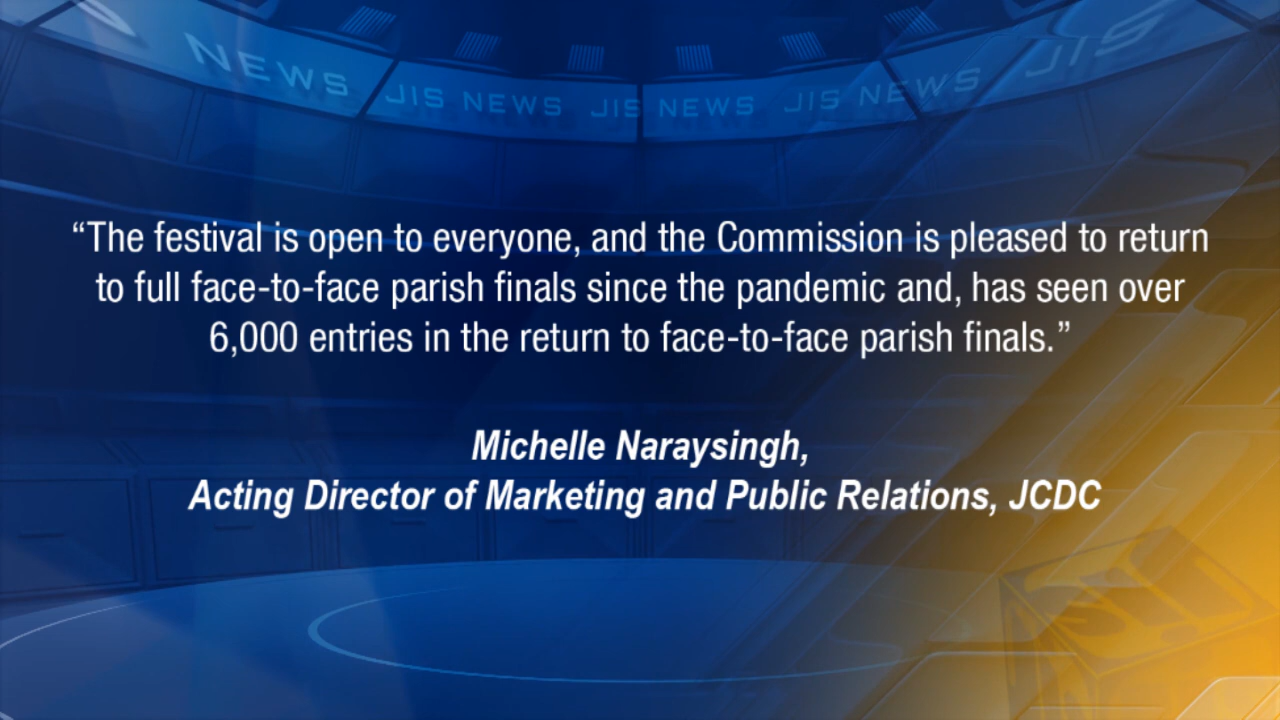 NEWS JIS NEWS JIS NEWS JIS NEWS JIS
“The festival is open to everyone, and the Commission is pleased to return
to full face-to-face parish finals since the pandemic and, has seen over
6,000 entries in the return to face-to-face parish finals.”
Michelle Naraysingh,
Acting Director of Marketing and Public Relations, JCDC